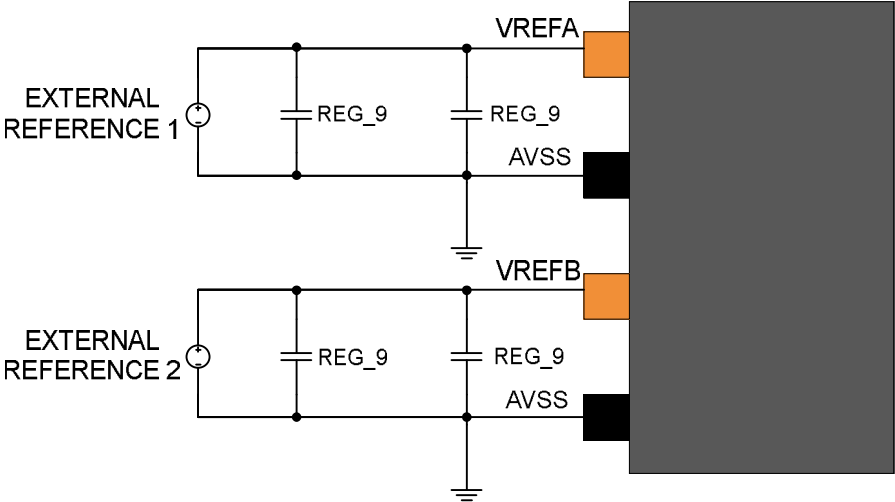 VREFA
EXTERNAL
REFERENCE 1
REG_9
REG_9
AVSS
VREFB
EXTERNAL
REFERENCE 2
REG_9
REG_9
AVSS